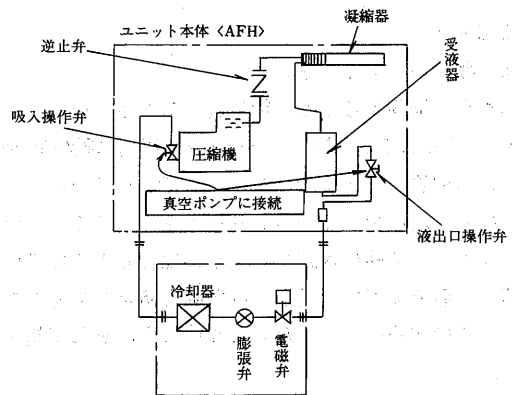 ユニット本体〈AFH〉
凝縮器
逆止弁
受液器
吸入操作弁
圧縮機
真空ポンプに接続
液出口操作弁
冷却器
膨張弁
電磁弁